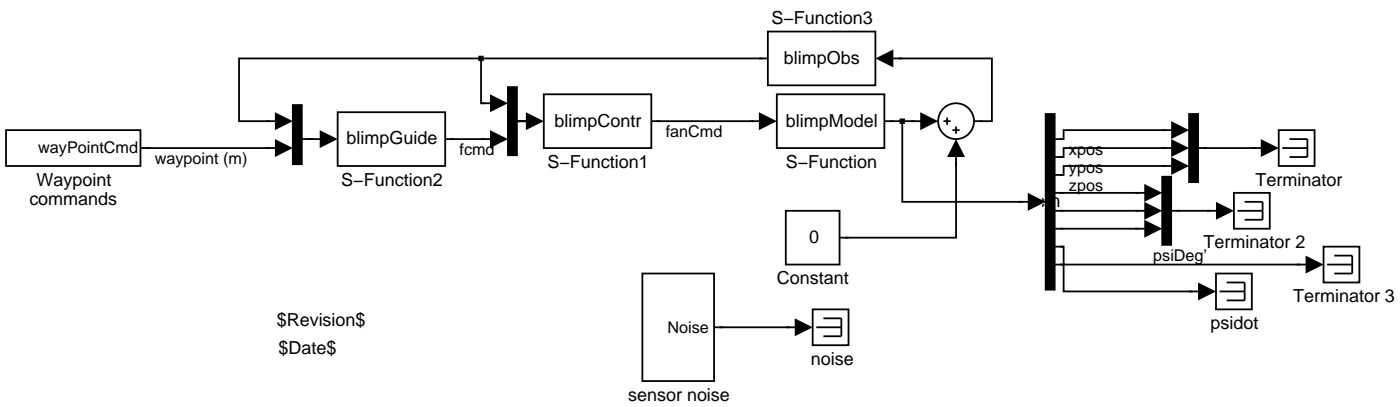 S-Function3
blimpObs
wayPointCmd
Waypoint
commands
waypoint (m)
blimpGuide
S-Function2
fcmd
blimpContr
S-Function1
fanCmd
blimpModel
S-Function
+
+
0
Constant
xpos
ypos
zpos
Terminator
Terminator 2
psiDeg'
Terminator 3
psidot
$Revision$
$Date$
Noise
sensor noise
noise